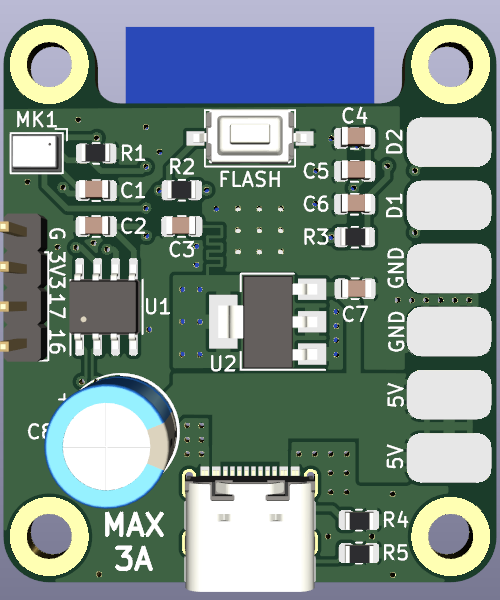 MK1
C4
D2
R1
R2
C5
FLASH
C1
C6
D1
C2
C3
R3
G
3V3
17
16
GND
U1
C7
GND
U2
5V
C8
5V
MAX
3A
R4
R5